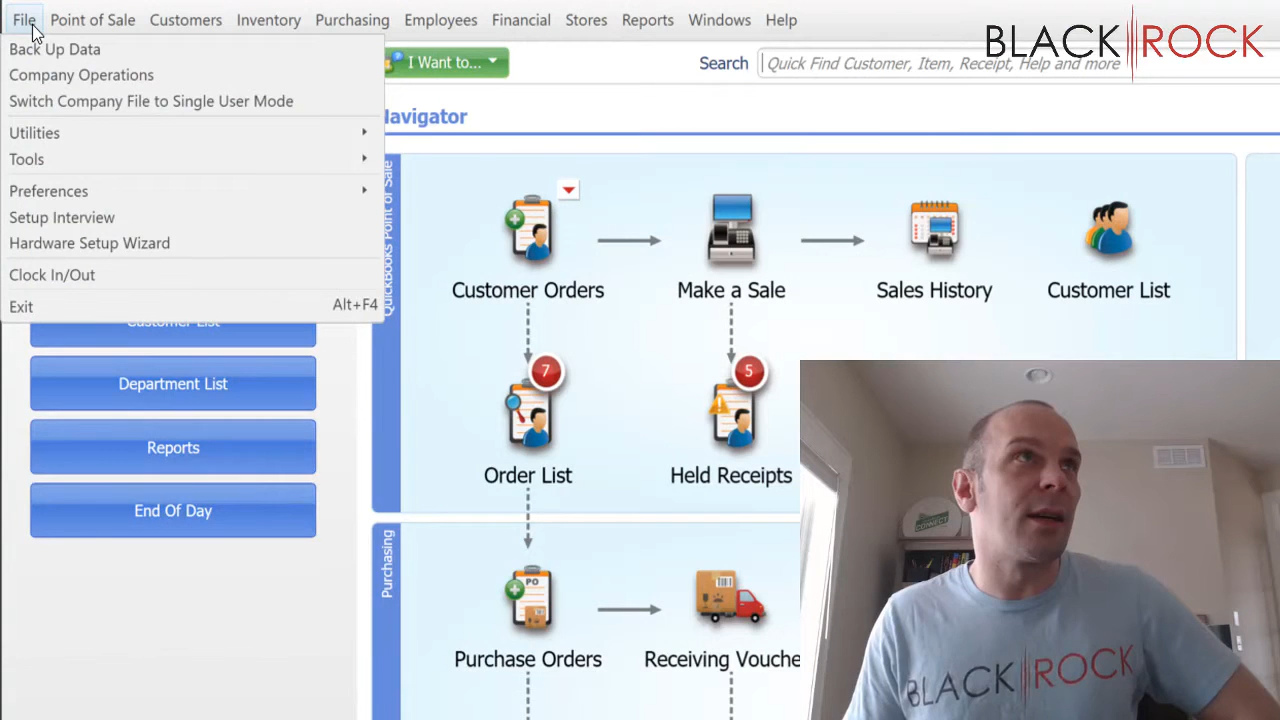 File Point of Sale Customers Inventory Purchasing Employees Financial Stores Reports Windows Help
BLACK ROCK
Back Up Data
Company Operations
Switch Company File to Single User Mode
Utilities
Tools
Preferences
Setup Interview
Hardware Setup Wizard
Clock In/Out
Exit Alt+F4
I Want to...
Search Quick Find Customer, Item, Receipt, Help and more
Navigator
Customer List
Department List
Reports
End Of Day
QuickBooks Point of Sale
Customer Orders
Make a Sale
Sales History
Customer List
7
5
Order List
Held Receipts
Purchasing
PO
Purchase Orders
Receiving Vouche
CONNECT
BLACK ROCK